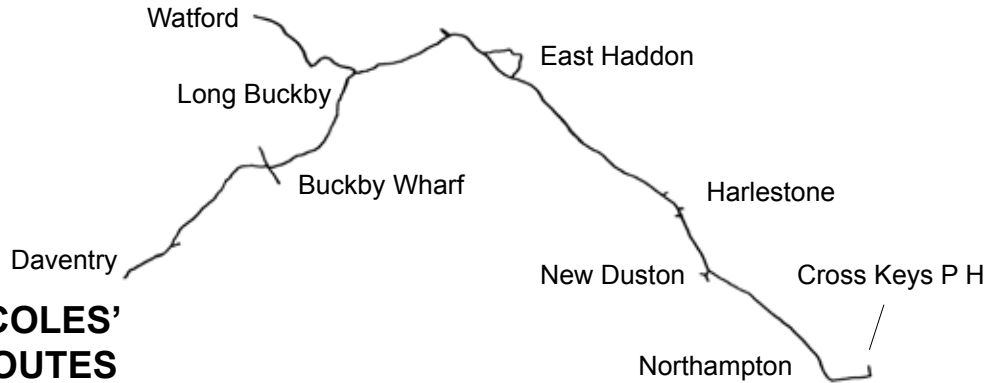 Watford
East Haddon
Long Buckby
Buckby Wharf
Harlestone
Daventry
New Duston
Cross Keys P H
COLES’
OUTES
Northampton